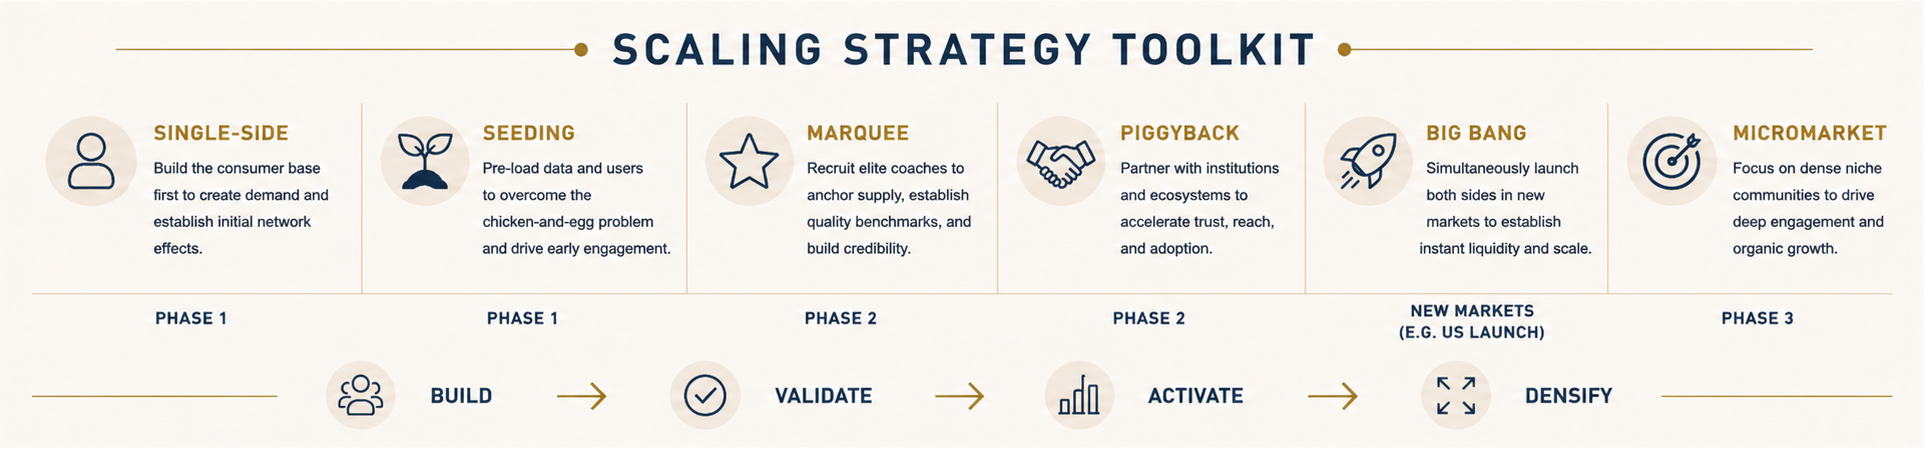 SCALING STRATEGY TOOLKIT
SINGLE-SIDE
Build the consumer base
first to create demand and
establish initial network
effects.
SEEDING
Pre-load data and users
to overcome the
chicken-and-egg problem
and drive early engagement.
MARQUEE
Recruit elite coaches to
anchor supply, establish
quality benchmarks, and
build credibility.
PIGGYBACK
Partner with institutions
and ecosystems to
accelerate trust, reach,
and adoption.
BIG BANG
Simultaneously launch
both sides in new
markets to establish
instant liquidity and scale.
MICROMARKET
Focus on dense niche
communities to drive
deep engagement and
organic growth.
PHASE 1
PHASE 1
PHASE 2
PHASE 2
NEW MARKETS
(E.G. US LAUNCH)
PHASE 3
BUILD
VALIDATE
ACTIVATE
DENSIFY